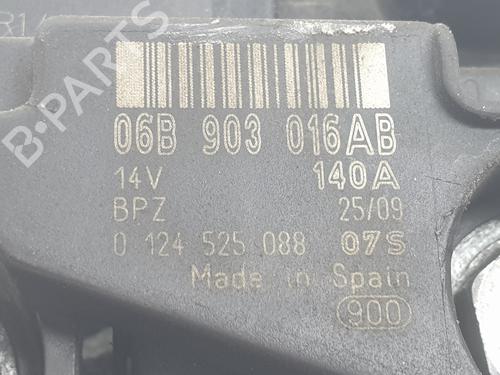 06B 903 016AB
14V 140A
BPZ 25/09
0 124 525 088 07S
Made in Spain
900
B-PARTS